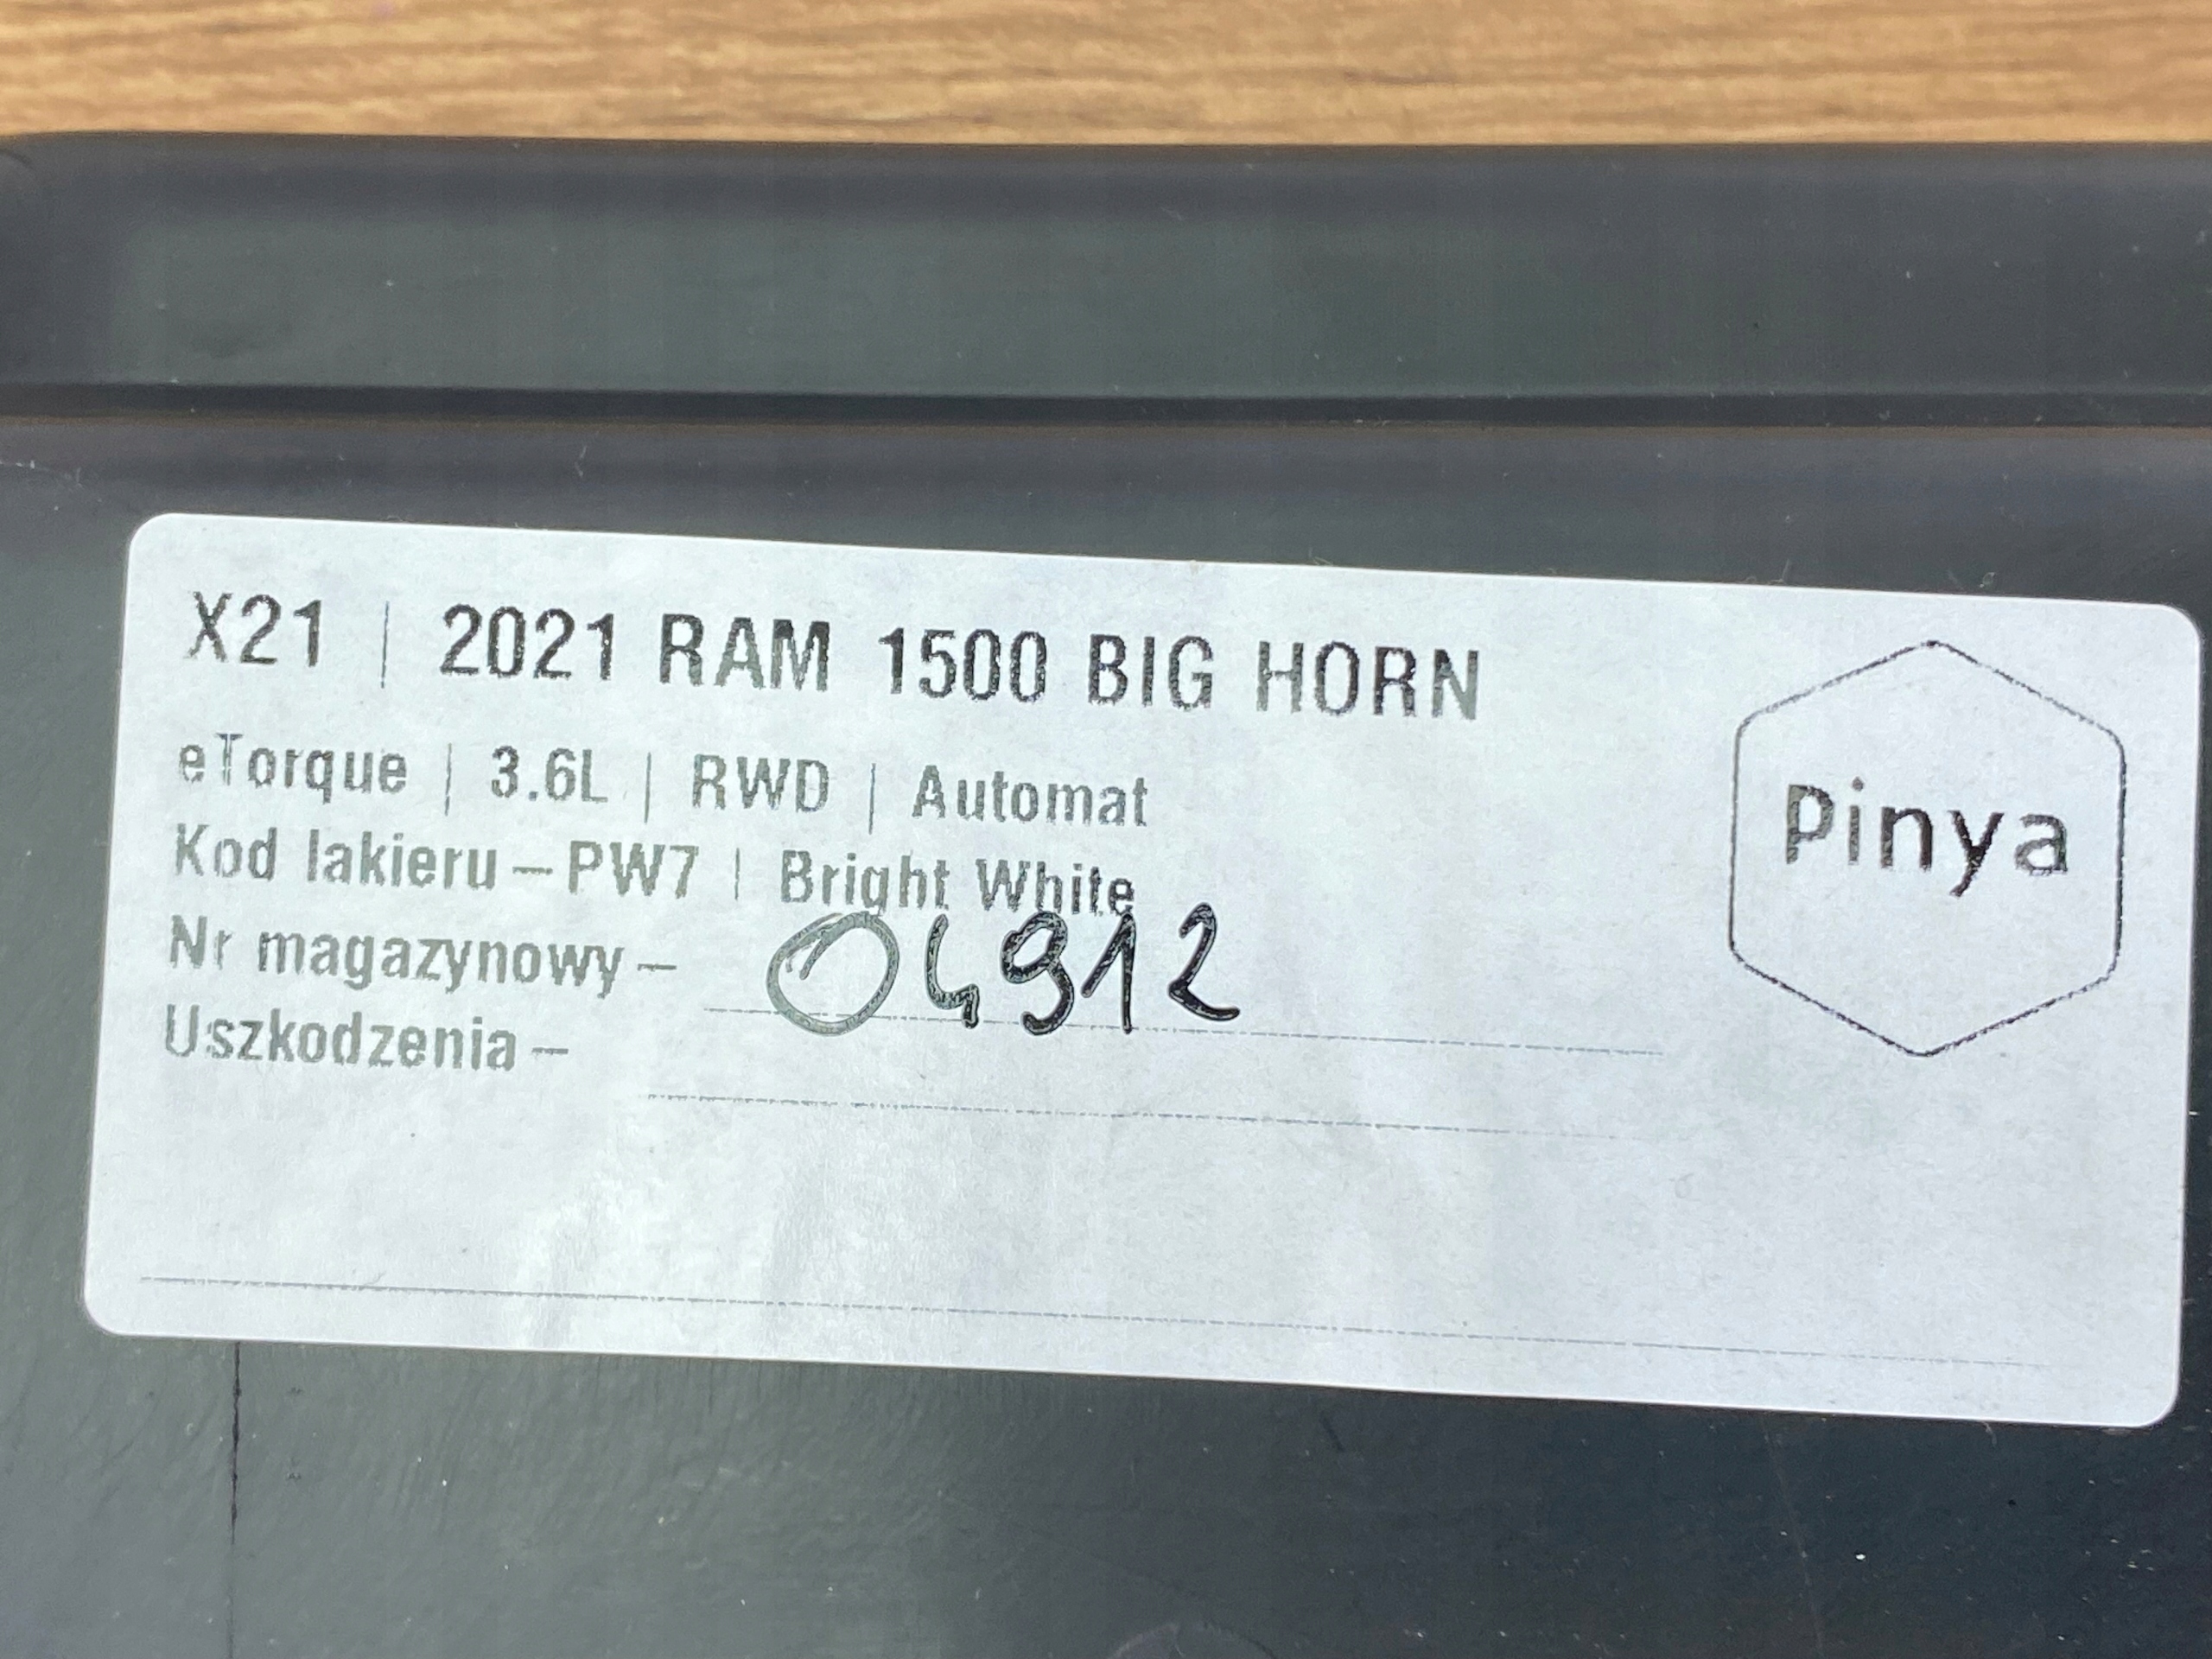 X21 | 2021 RAM 1500 BIG HORN
eTorque | 3.6L | RWD | Automat
Kod lakieru – PW7 | Bright White
Nr magazynowy – 04912
Uszkodzenia –
Pinya